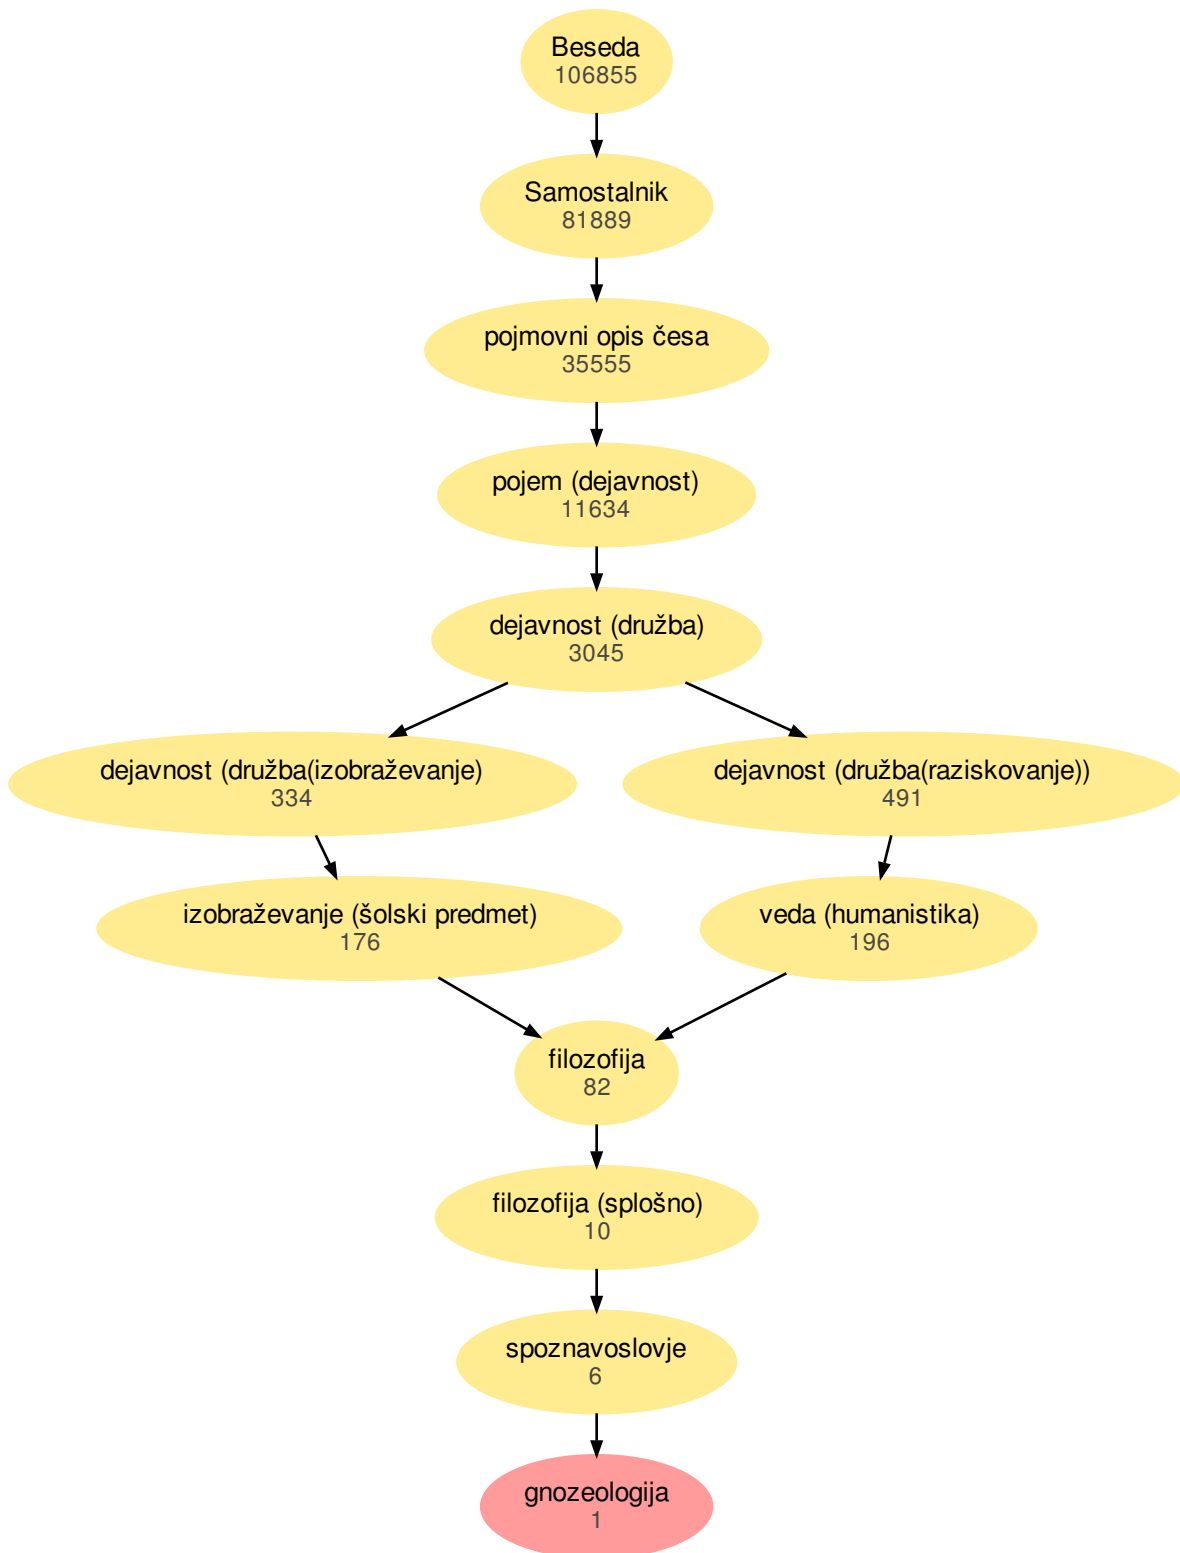 Beseda
106855
Samostalnik
81889
pojmovni opis česa
35555
pojem (dejavnost)
11634
dejavnost (družba)
3045
dejavnost (družba(izobraževanje)
334
dejavnost (družba(raziskovanje))
491
izobraževanje (šolski predmet)
176
veda (humanistika)
196
filozofija
82
filozofija (splošno)
10
spoznavoslovje
6
gnozeologija
1